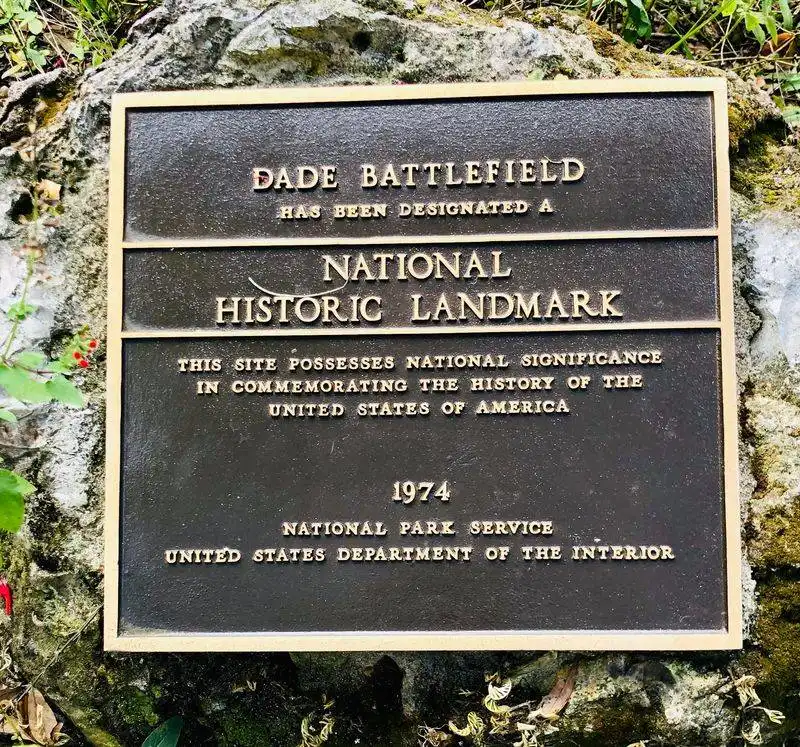 DADE BATTLEFIELD
HAS BEEN DESIGNATED A
NATIONAL
HISTORIC LANDMARK
THIS SITE POSSESSES NATIONAL SIGNIFICANCE
IN COMMEMORATING THE HISTORY OF THE
UNITED STATES OF AMERICA
1974
NATIONAL PARK SERVICE
UNITED STATES DEPARTMENT OF THE INTERIOR